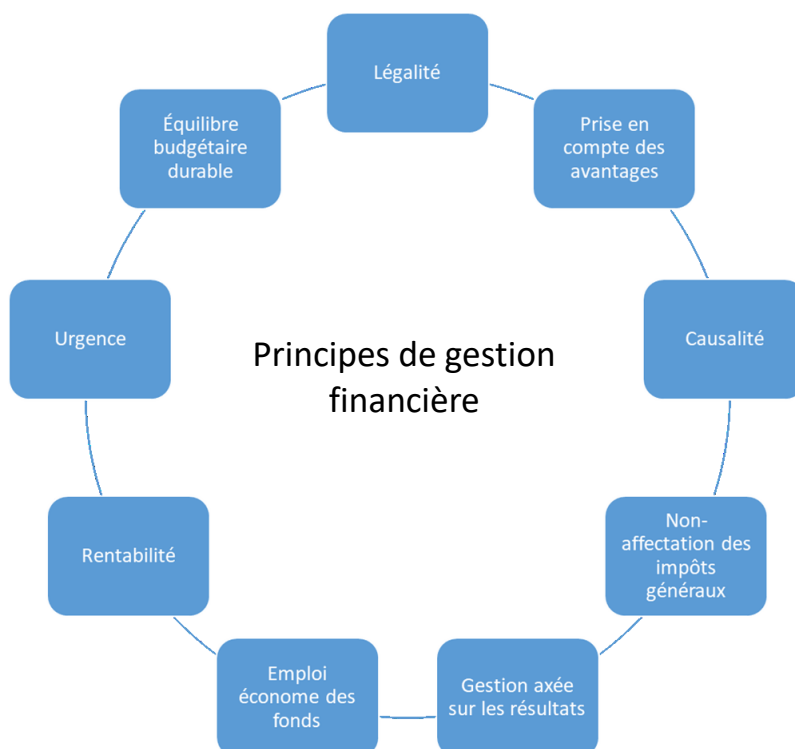 Légalité
Prise en
compte des
avantages
Causalité
Non-
affectation des
impôts
généraux
Gestion axée
sur les résultats
Emploi
économe des
fonds
Rentabilité
Urgence
Équilibre
budgétaire
durable
Principes de gestion
financière